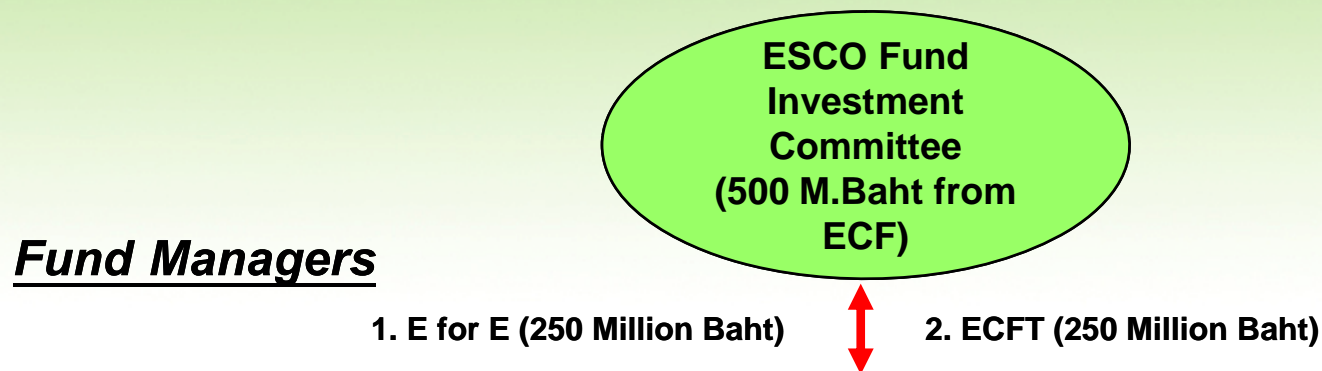 ESCO Fund
Investment
Committee
(500 M.Baht from
ECF)
Fund Managers
1. E for E (250 Million Baht)
2. ECFT (250 Million Baht)